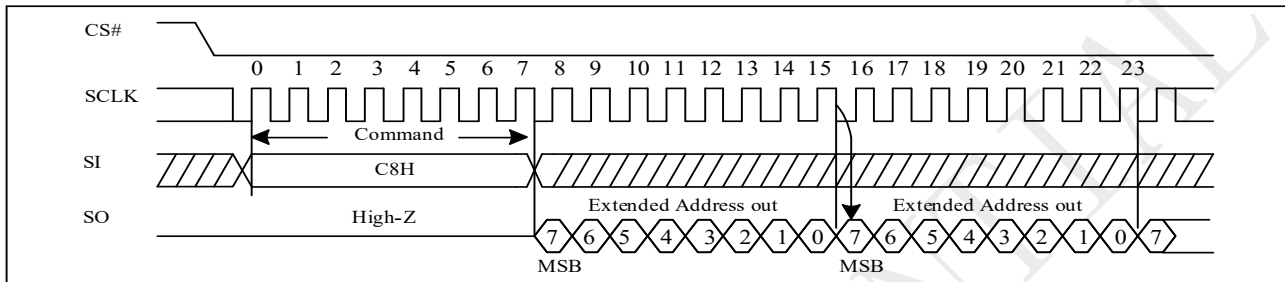 CS#
0 1 2 3 4 5 6 7 8 9 10 11 12 13 14 15 16 17 18 19 20 21 22 23
SCLK
Command
SI
C8H
Extended Address out Extended Address out
SO
High-Z
7 6 5 4 3 2 1 0 7 6 5 4 3 2 1 0 7
MSB MSB